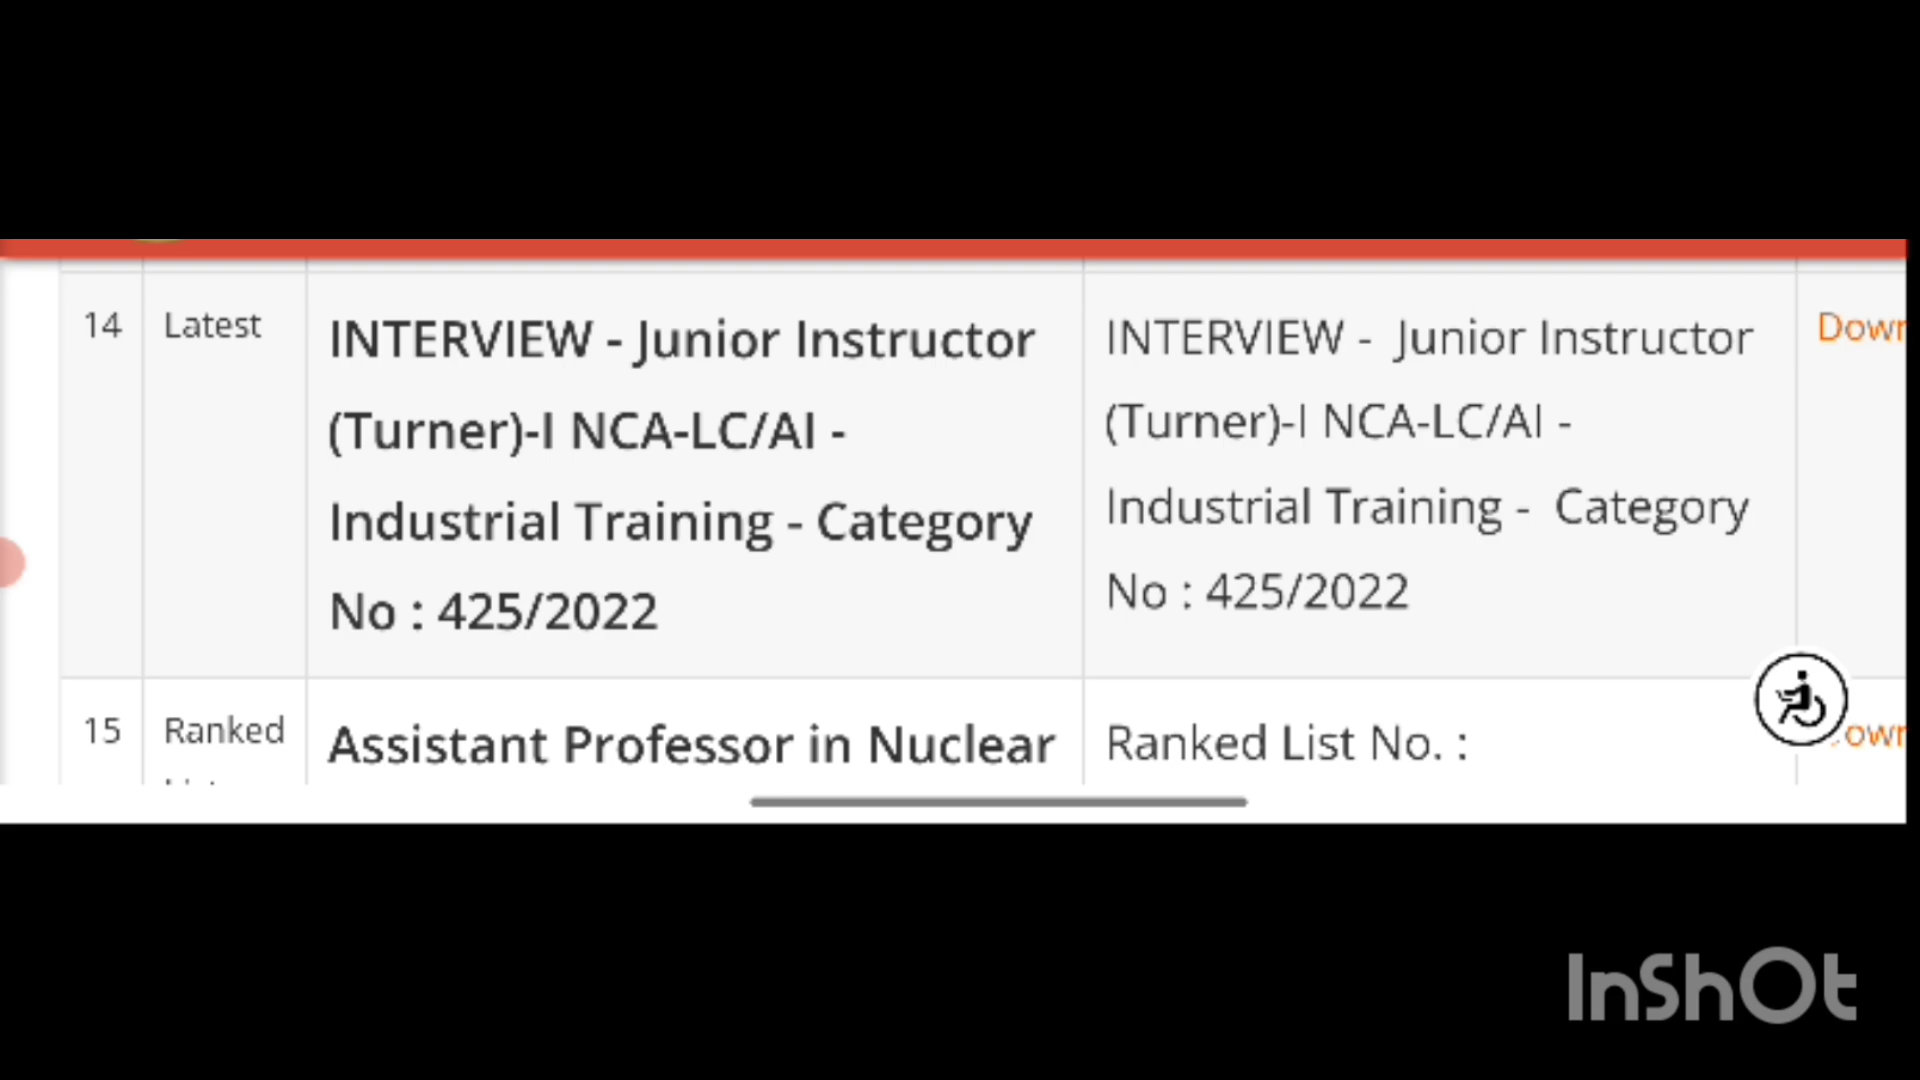 14
Latest
INTERVIEW - Junior Instructor
(Turner)-I NCA-LC/AI -
Industrial Training - Category
No : 425/2022
INTERVIEW - Junior Instructor
(Turner)-I NCA-LC/AI -
Industrial Training - Category
No : 425/2022
15
Ranked
Assistant Professor in Nuclear
Ranked List No. :
InShOt